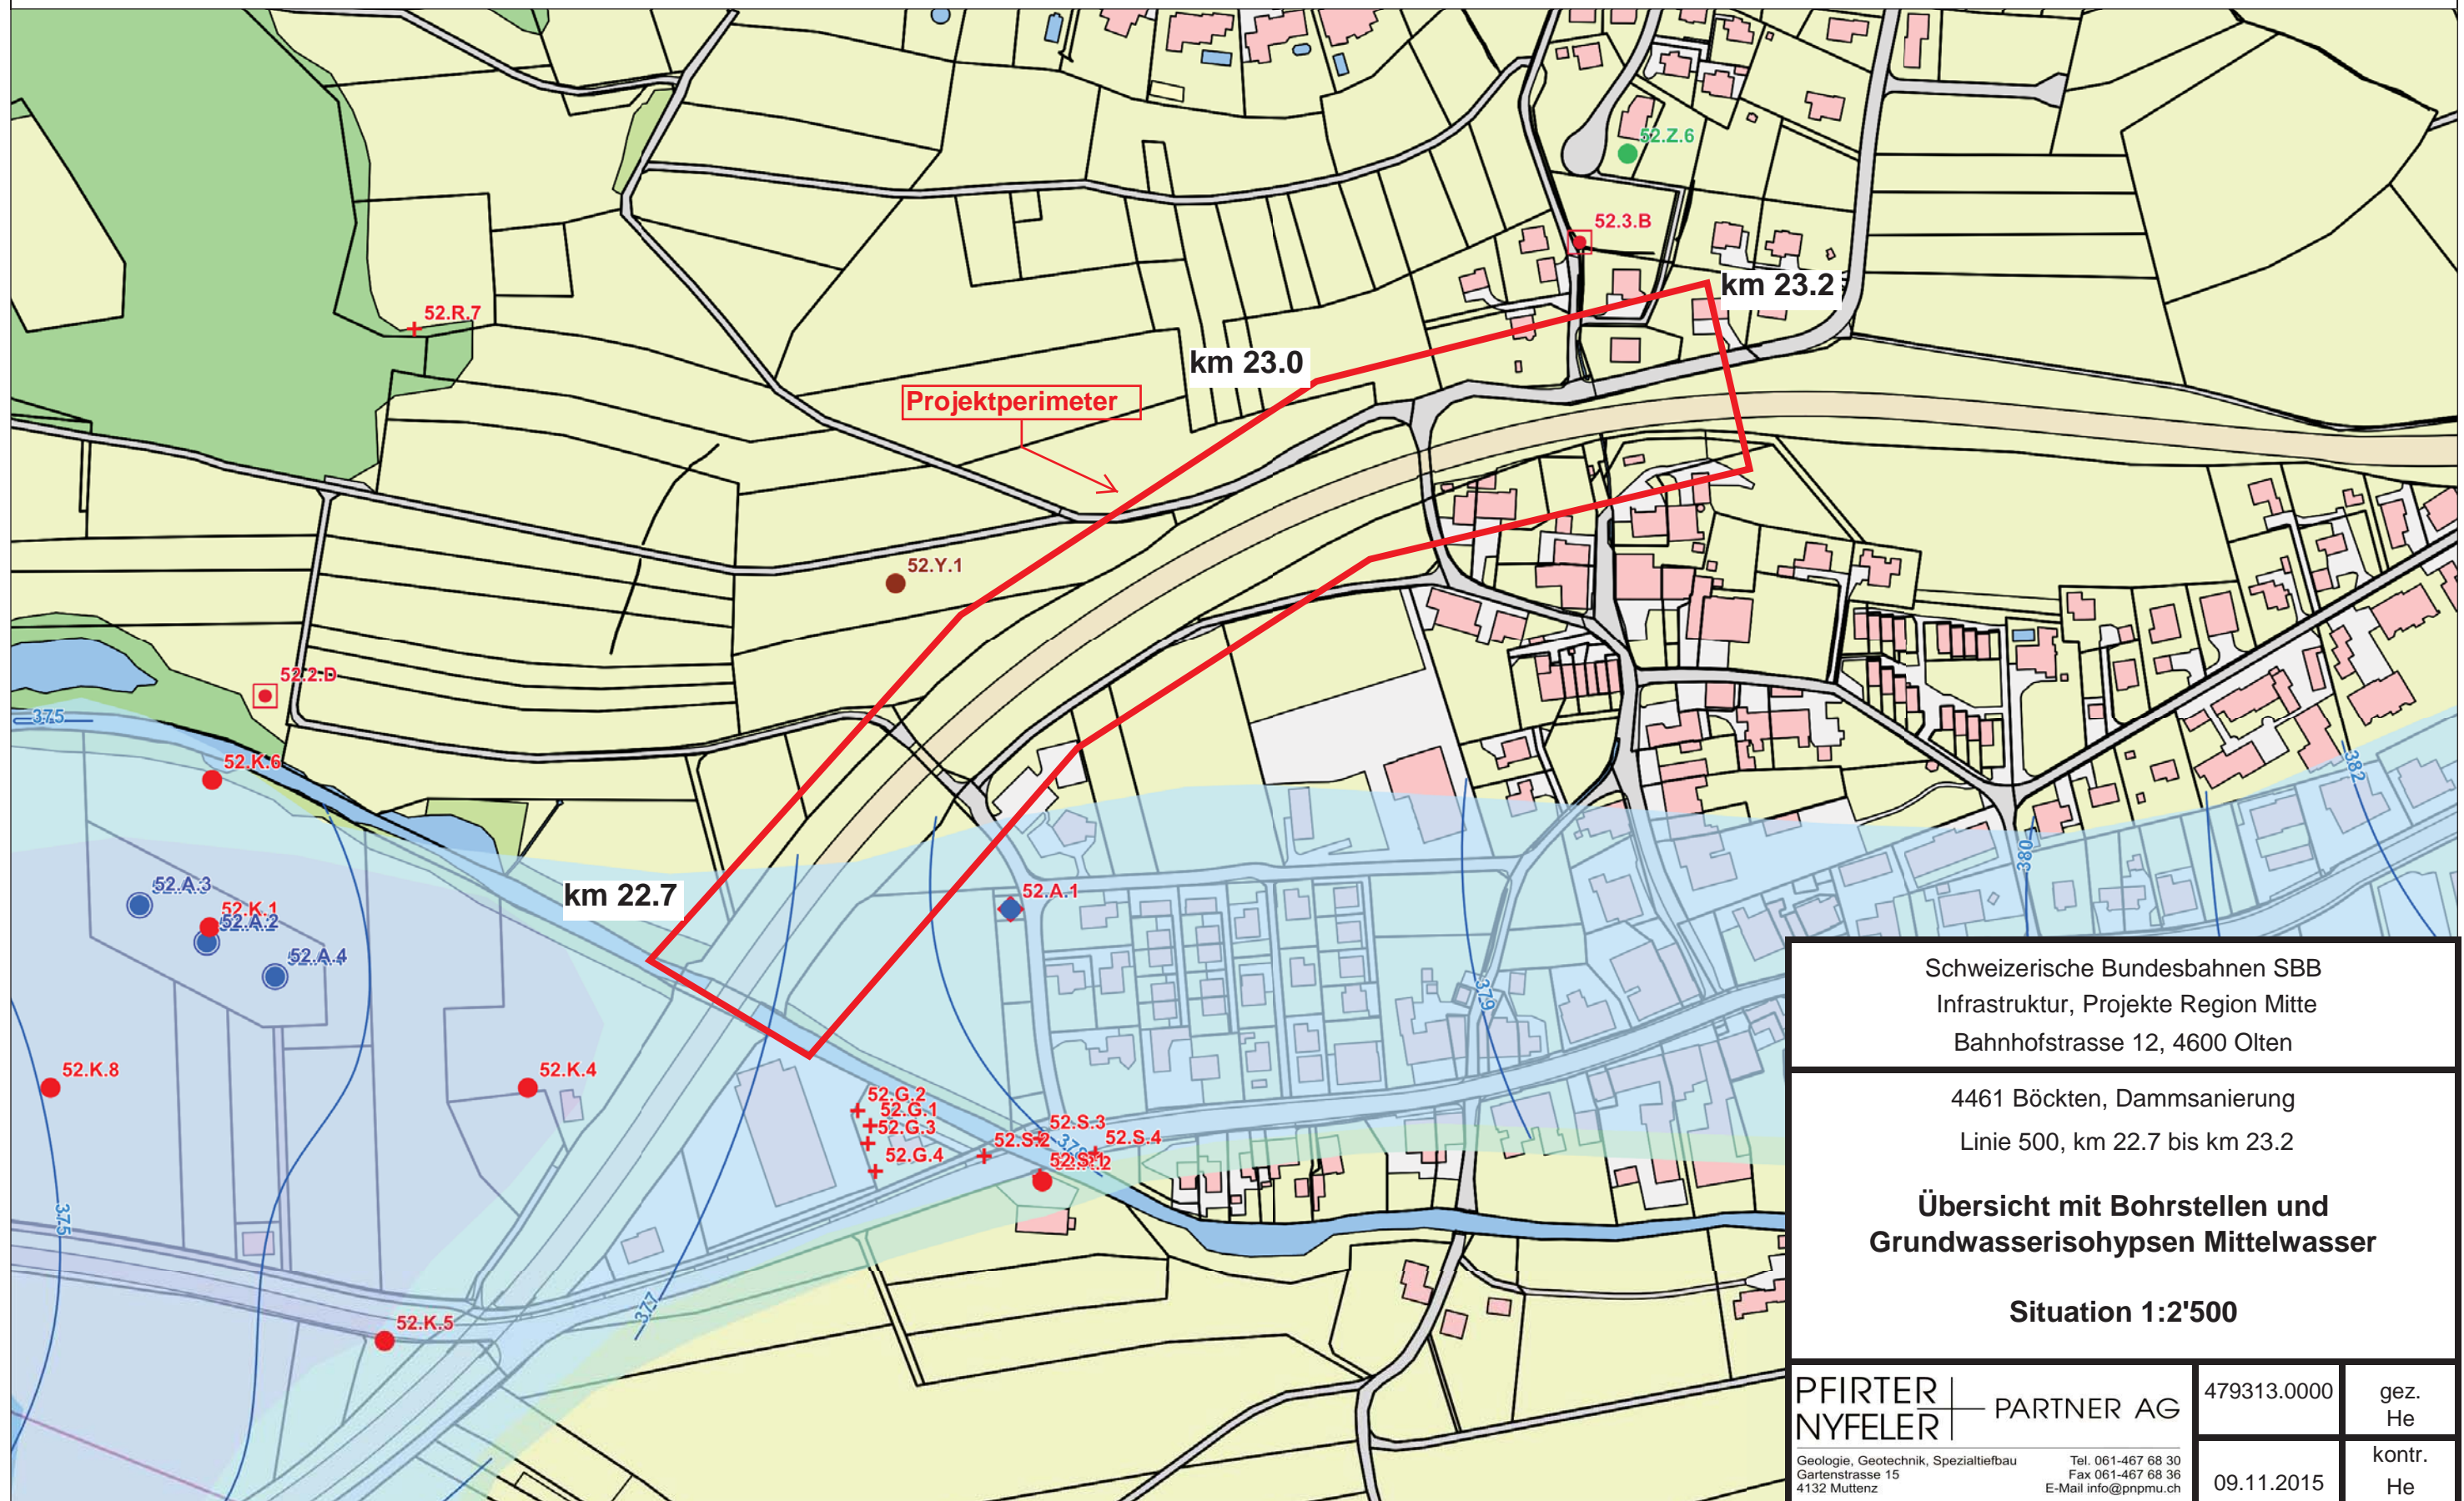 52.Z.6
52.3.B
km 23.2
52.R.7
km 23.0
Projektperimeter
52.Y.1
52.2.D
375
52.K.6
382
380
km 22.7
52.A.3
52.K.1
52.A.2
52.A.4
52.A.1
379
52.K.8
52.K.4
52.G.2
52.G.1
52.G.3
52.G.4
52.S.3
52.S.2
52.S.4
52.S.1
375
377
52.K.5
Schweizerische Bundesbahnen SBB
Infrastruktur, Projekte Region Mitte
Bahnhofstrasse 12, 4600 Olten
4461 Böckten, Dammsanierung
Linie 500, km 22.7 bis km 23.2
Übersicht mit Bohrstellen und
Grundwasserisohypsen Mittelwasser
Situation 1:2'500
PFIRTER
NYFELER
PARTNER AG
Geologie, Geotechnik, Spezialtiefbau
Gartenstrasse 15
4132 Muttenz
Tel. 061-467 68 30
Fax 061-467 68 36
E-Mail info@pnpmu.ch
479313.0000
gez.
He
09.11.2015
kontr.
He